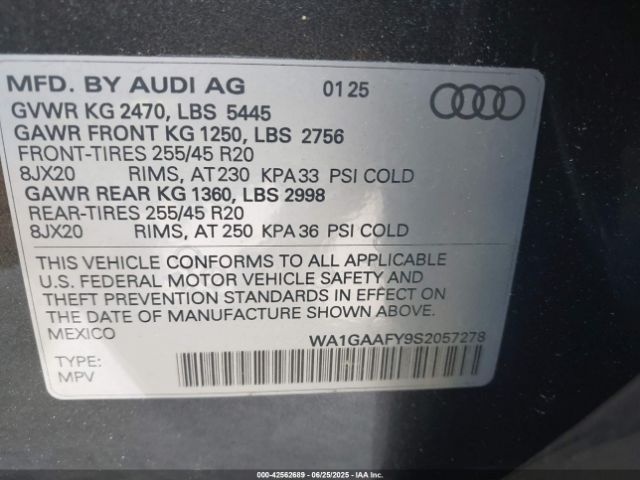 MFD. BY AUDI AG 01 25
GVWR KG 2470, LBS 5445
GAWR FRONT KG 1250, LBS 2756
FRONT-TIRES 255/45 R20
8JX20 RIMS, AT 230 KPA 33 PSI COLD
GAWR REAR KG 1360, LBS 2998
REAR-TIRES 255/45 R20
8JX20 RIMS, AT 250 KPA 36 PSI COLD
THIS VEHICLE CONFORMS TO ALL APPLICABLE
U.S. FEDERAL MOTOR VEHICLE SAFETY AND
THEFT PREVENTION STANDARDS IN EFFECT ON
THE DATE OF MANUFACTURE SHOWN ABOVE.
MEXICO
WA1GAAFY9S2057278
TYPE:
MPV
000-42562689 - 06/25/2025 - IAAI.com